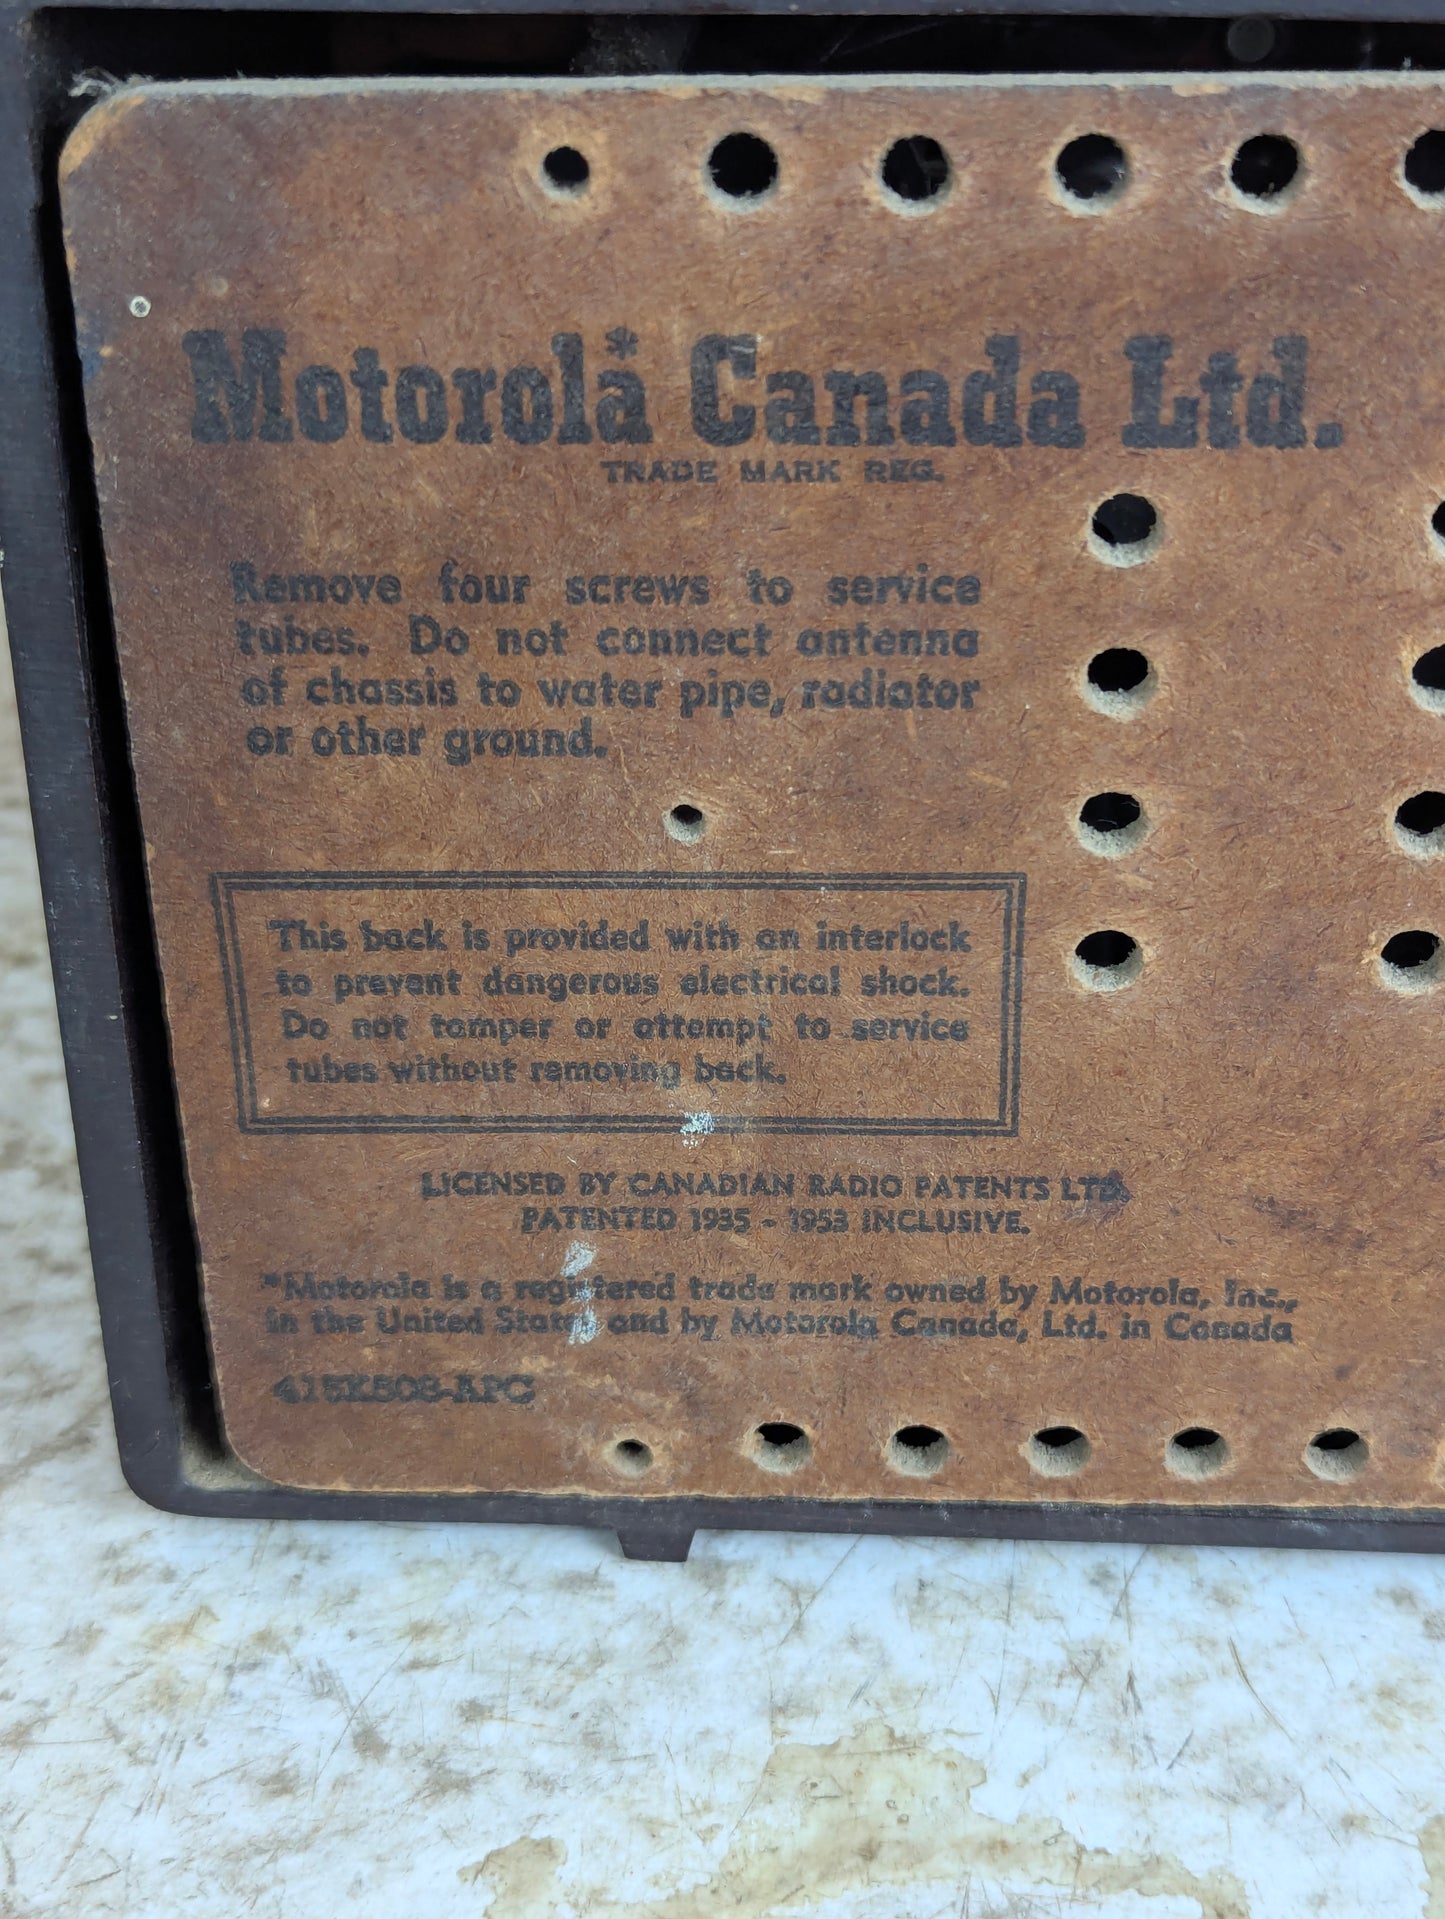 Motorola* Canada Ltd.
TRADE MARK REG.
Remove four screws to service
tubes. Do not connect antenna
of chassis to water pipe, radiator
or other ground.
This back is provided with an interlock
to prevent dangerous electrical shock.
Do not tamper or attempt to service
tubes without removing back.
LICENSED BY CANADIAN RADIO PATENTS LTD.
PATENTED 1935 - 1953 INCLUSIVE.
*Motorola is a registered trade mark owned by Motorola, Inc.,
in the United States and by Motorola Canada, Ltd. in Canada